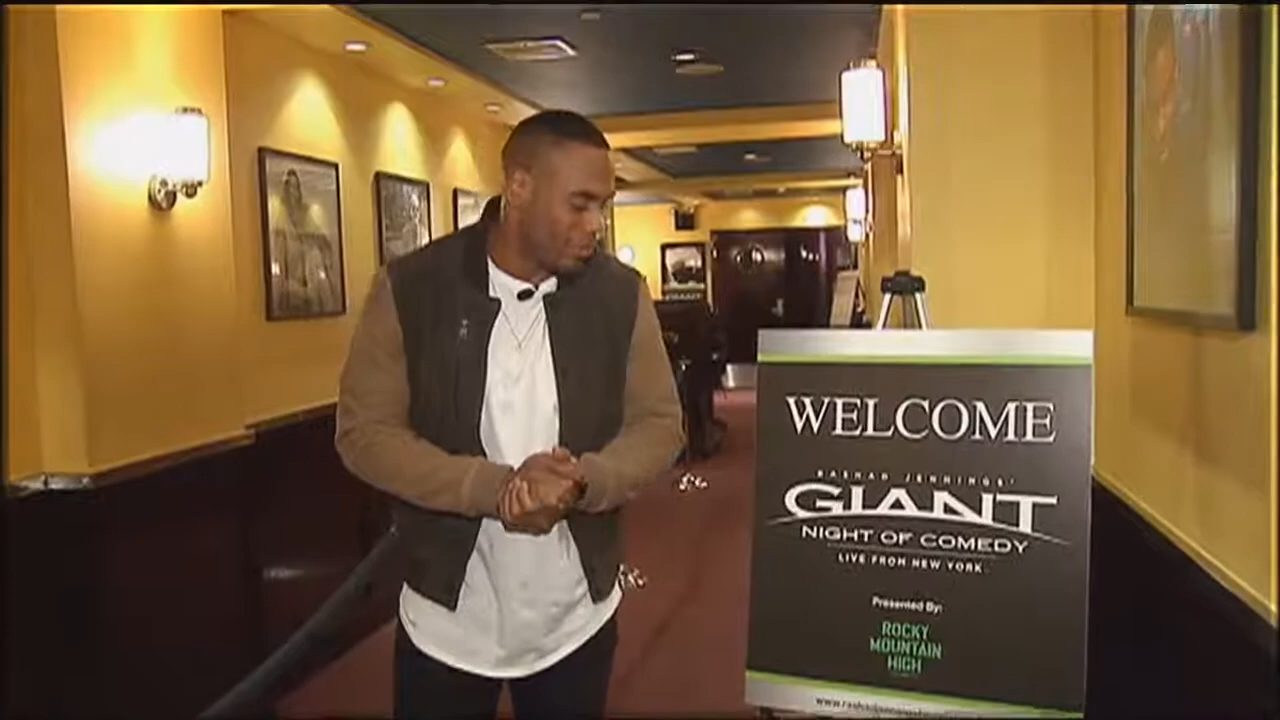 WELCOME
RASHAD JENNINGS'
GIANT
NIGHT OF COMEDY
LIVE FROM NEW YORK
Presented By:
ROCKY
MOUNTAIN
HIGH